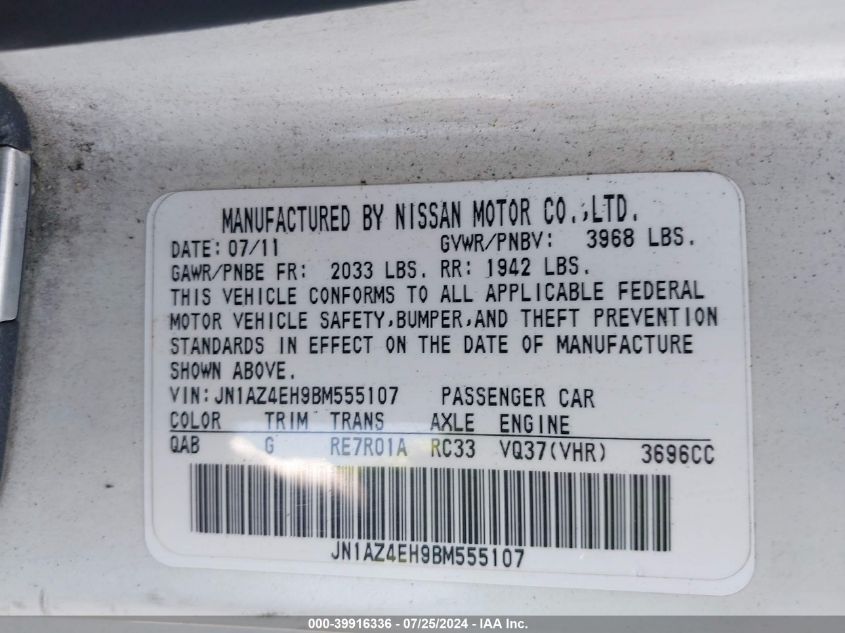 MANUFACTURED BY NISSAN MOTOR CO.,LTD.
DATE: 07/11 GVWR/PNBV: 3968 LBS.
GAWR/PNBE FR: 2033 LBS. RR: 1942 LBS.
THIS VEHICLE CONFORMS TO ALL APPLICABLE FEDERAL
MOTOR VEHICLE SAFETY,BUMPER,AND THEFT PREVENTION
STANDARDS IN EFFECT ON THE DATE OF MANUFACTURE
SHOWN ABOVE.
VIN: JN1AZ4EH9BM555107 PASSENGER CAR
COLOR TRIM TRANS AXLE ENGINE
QAB G RE7R01A RC33 VQ37(VHR) 3696CC
JN1AZ4EH9BM555107
000-39916336 - 07/25/2024 - IAA Inc.